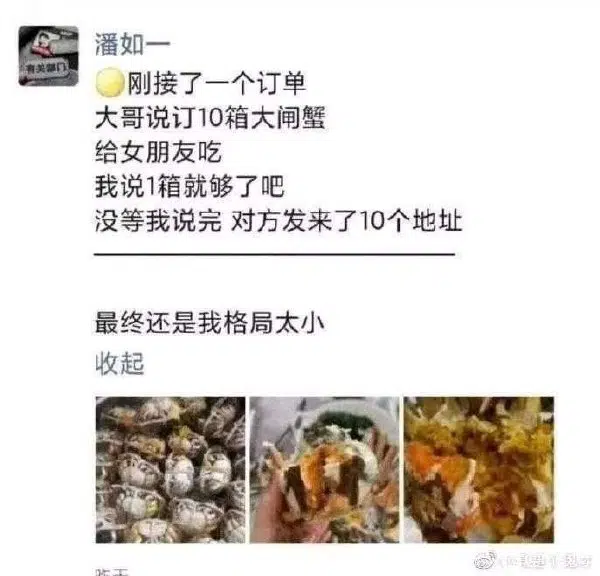 潘如一
刚接了一个订单
大哥说订10箱大闸蟹
给女朋友吃
我说1箱就够了吧
没等我说完 对方发来了10个地址
最终还是我格局太小
收起
昨天